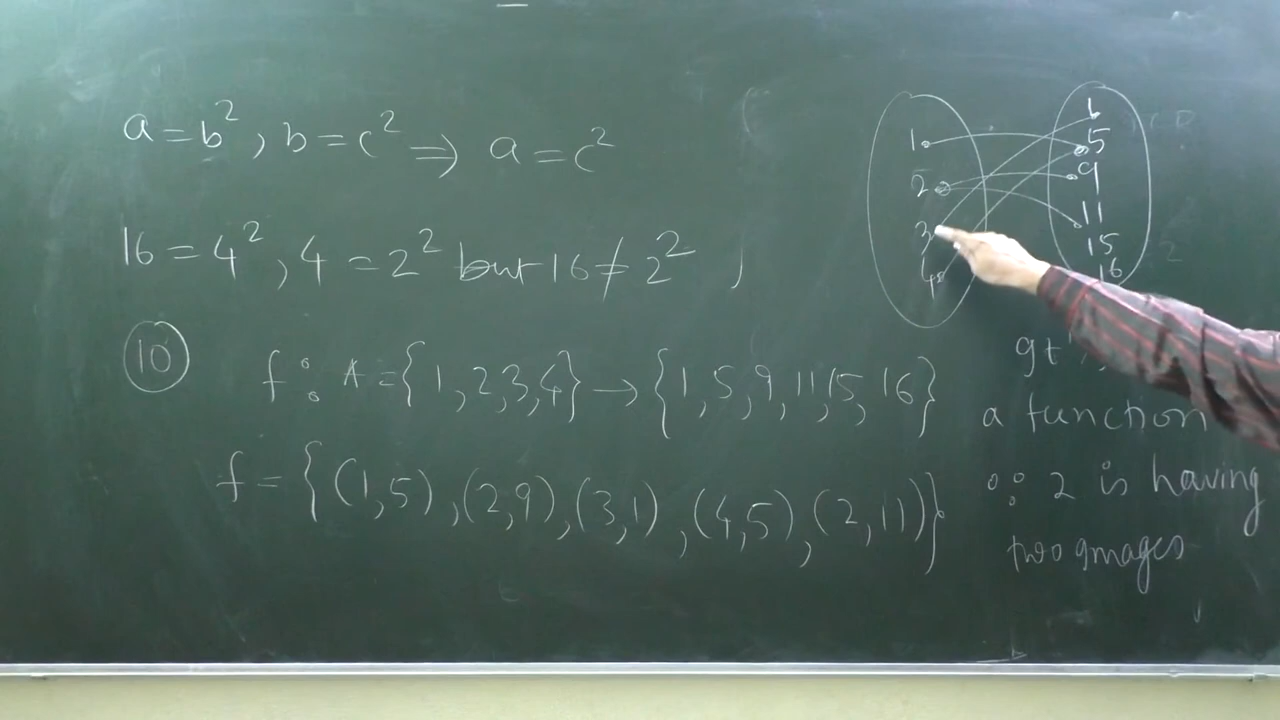 a = b², b = c² ⇒ a = c²
16 = 4², 4 = 2² but 16 ≠ 2²,
1
2
3
4
1
5
9
11
15
16
(10) f : A = {1,2,3,4} → {1,5,9,11,15,16}
f = {(1,5),(2,9),(3,1),(4,5),(2,11)}
a function
∵ 2 is having
two Images